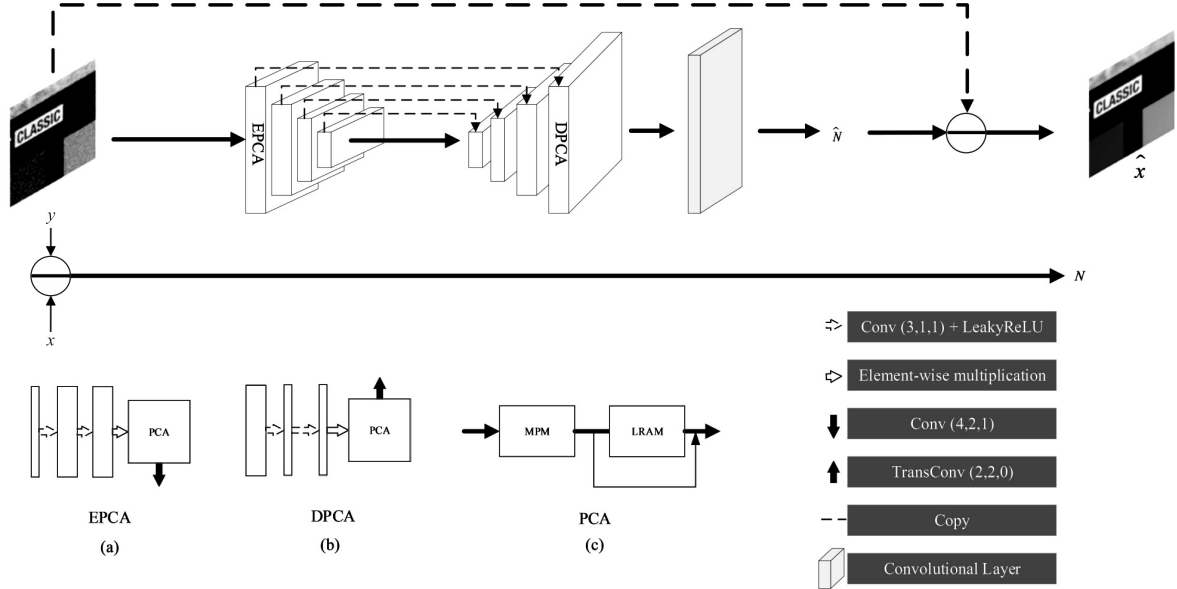 CLASSIC
EPCA
DPCA
N̂
CLASSIC
x̂
y
N
x
Conv (3,1,1) + LeakyReLU
Element-wise multiplication
Conv (4,2,1)
TransConv (2,2,0)
Copy
Convolutional Layer
PCA
EPCA
(a)
PCA
DPCA
(b)
MPM
LRAM
PCA
(c)